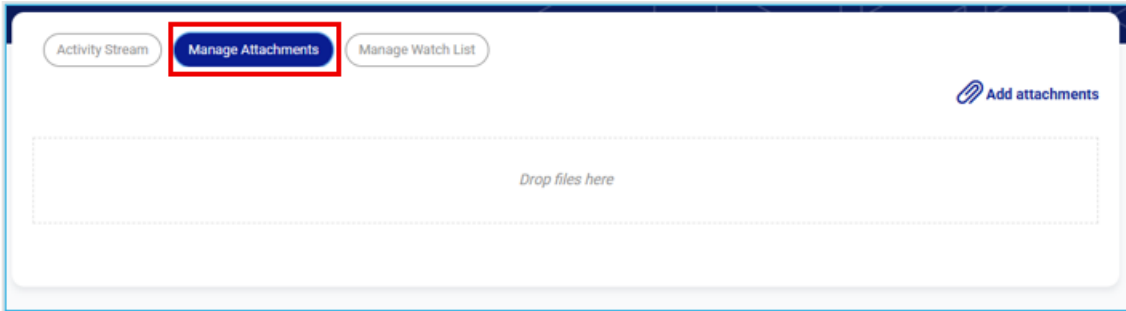 Activity Stream Manage Attachments Manage Watch List
Add attachments
Drop files here